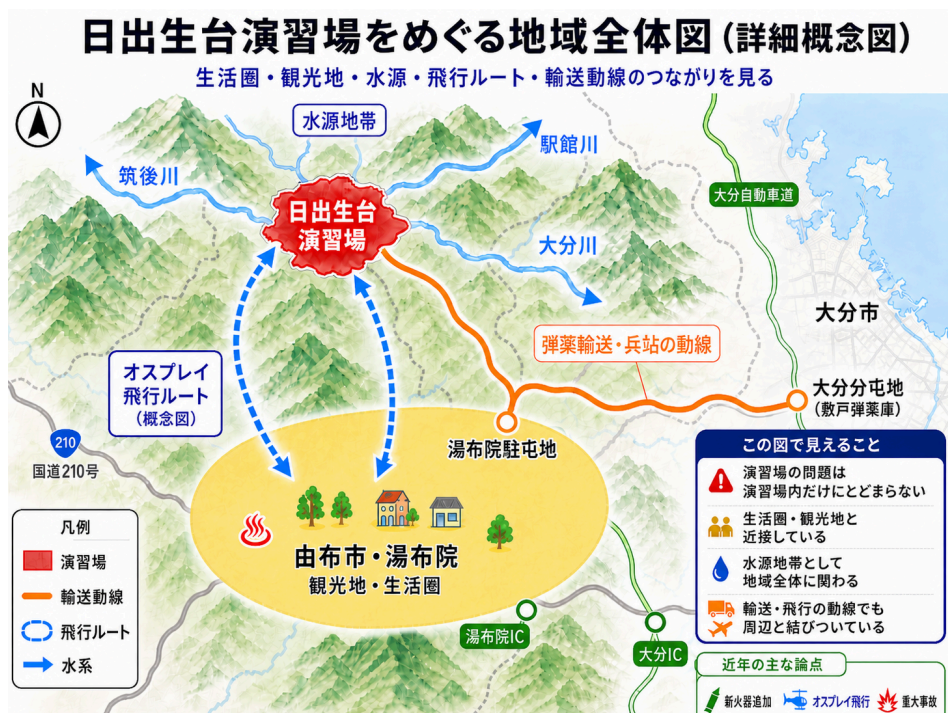 日出生台演習場をめぐる地域全体図(詳細概念図)
生活圏・観光地・水源・飛行ルート・輸送動線のつながりを見る
N
水源地帯
駅館川
筑後川
大分自動車道
日出生台
演習場
大分川
大分市
弾薬輸送・兵站の動線
オスプレイ
飛行ルート
(概念図)
大分分屯地
(敷戸弾薬庫)
210
国道210号
湯布院駐屯地
この図で見えること
演習場の問題は
演習場内だけにとどまらない
生活圏・観光地と
近接している
水源地帯として
地域全体に関わる
輸送・飛行の動線でも
周辺と結びついている
凡例
演習場
輸送動線
飛行ルート
水系
由布市・湯布院
観光地・生活圏
湯布院IC
大分IC
近年の主な論点
新火器追加
オスプレイ飛行
重大事故